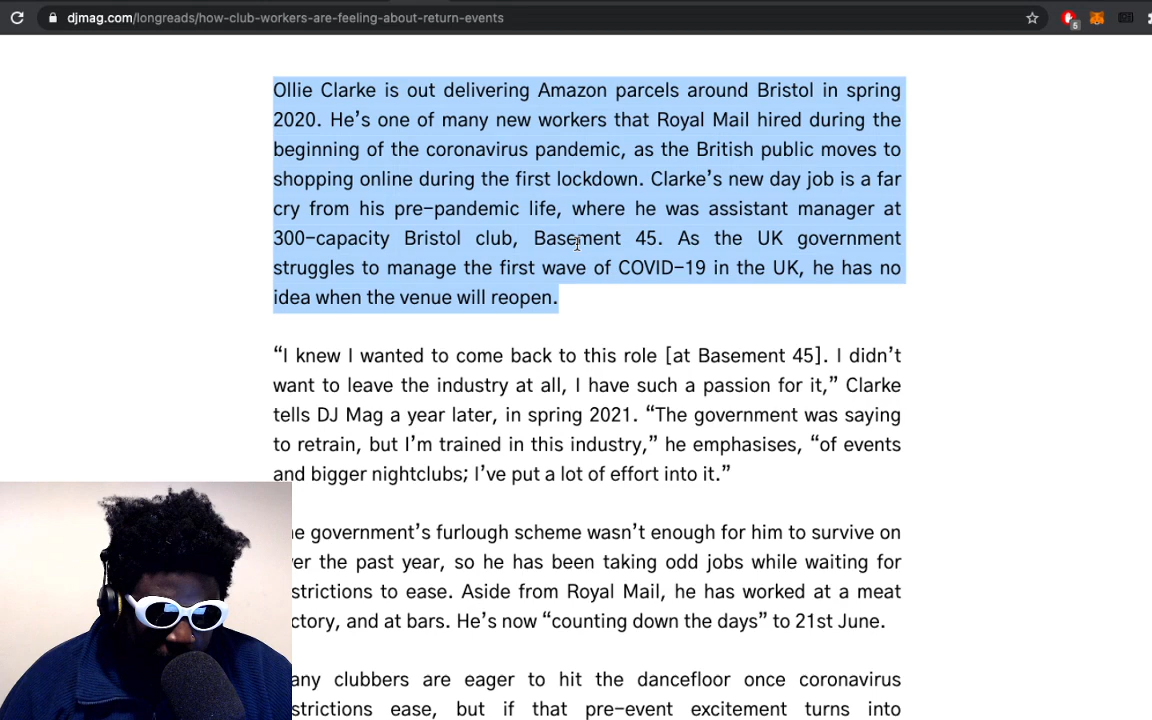 djmag.com/longreads/how-club-workers-are-feeling-about-return-events
5
Ollie Clarke is out delivering Amazon parcels around Bristol in spring
2020. He’s one of many new workers that Royal Mail hired during the
beginning of the coronavirus pandemic, as the British public moves to
shopping online during the first lockdown. Clarke’s new day job is a far
cry from his pre-pandemic life, where he was assistant manager at
300-capacity Bristol club, Basement 45. As the UK government
struggles to manage the first wave of COVID-19 in the UK, he has no
idea when the venue will reopen.
“I knew I wanted to come back to this role [at Basement 45]. I didn’t
want to leave the industry at all, I have such a passion for it,” Clarke
tells DJ Mag a year later, in spring 2021. “The government was saying
to retrain, but I’m trained in this industry,” he emphasises, “of events
and bigger nightclubs; I’ve put a lot of effort into it.”
he government’s furlough scheme wasn’t enough for him to survive on
er the past year, so he has been taking odd jobs while waiting for
strictions to ease. Aside from Royal Mail, he has worked at a meat
ctory, and at bars. He’s now “counting down the days” to 21st June.
any clubbers are eager to hit the dancefloor once coronavirus
strictions ease, but if that pre-event excitement turns into